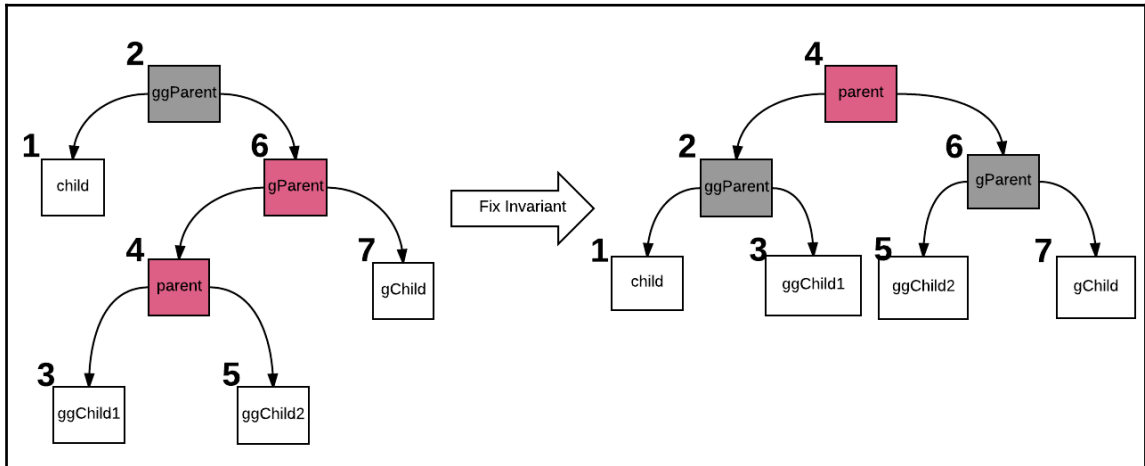 2
ggParent
1
child
6
gParent
4
parent
7
gChild
3
ggChild1
5
ggChild2
Fix Invariant
4
parent
2
ggParent
6
gParent
1
child
3
ggChild1
5
ggChild2
7
gChild